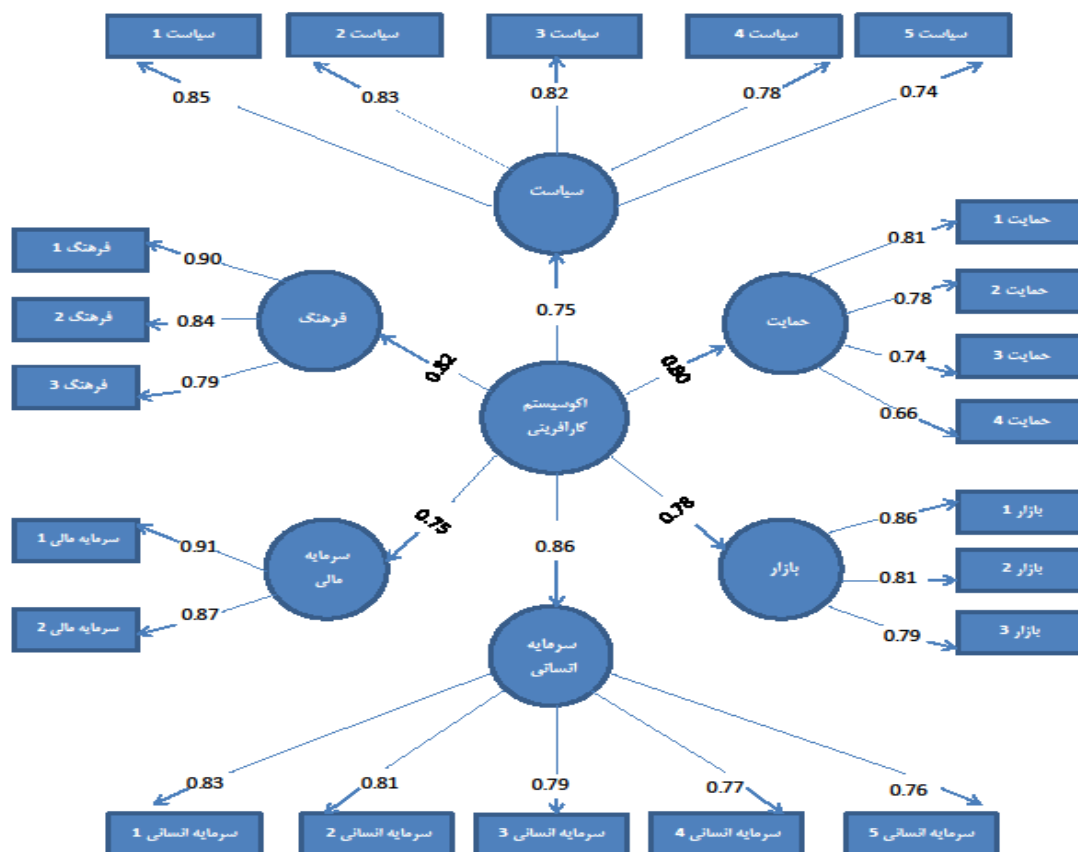 سیاست 1
سیاست 2
سیاست 3
سیاست 4
سیاست 5
0.85
0.83
0.82
0.78
0.74
سیاست
حمایت 1
0.81
فرهنگ 1
0.90
حمایت 2
0.78
فرهنگ 2
0.84
فرهنگ
0.75
حمایت
حمایت 3
0.74
فرهنگ 3
0.79
0.82
0.80
حمایت 4
0.66
اکوسیستم
کارآفرینی
0.75
0.78
بازار 1
0.86
سرمایه مالی 1
0.91
سرمایه
مالی
0.86
بازار
بازار 2
0.81
سرمایه مالی 2
0.87
بازار 3
0.79
سرمایه
انسانی
0.83
0.81
0.79
0.77
0.76
سرمایه انسانی 1
سرمایه انسانی 2
سرمایه انسانی 3
سرمایه انسانی 4
سرمایه انسانی 5